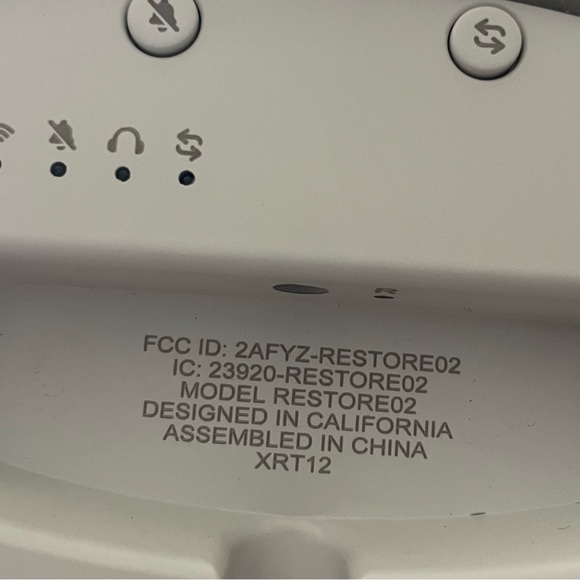 FCC ID: 2AFYZ-RESTORE02
IC: 23920-RESTORE02
MODEL RESTORE02
DESIGNED IN CALIFORNIA
ASSEMBLED IN CHINA
XRT12